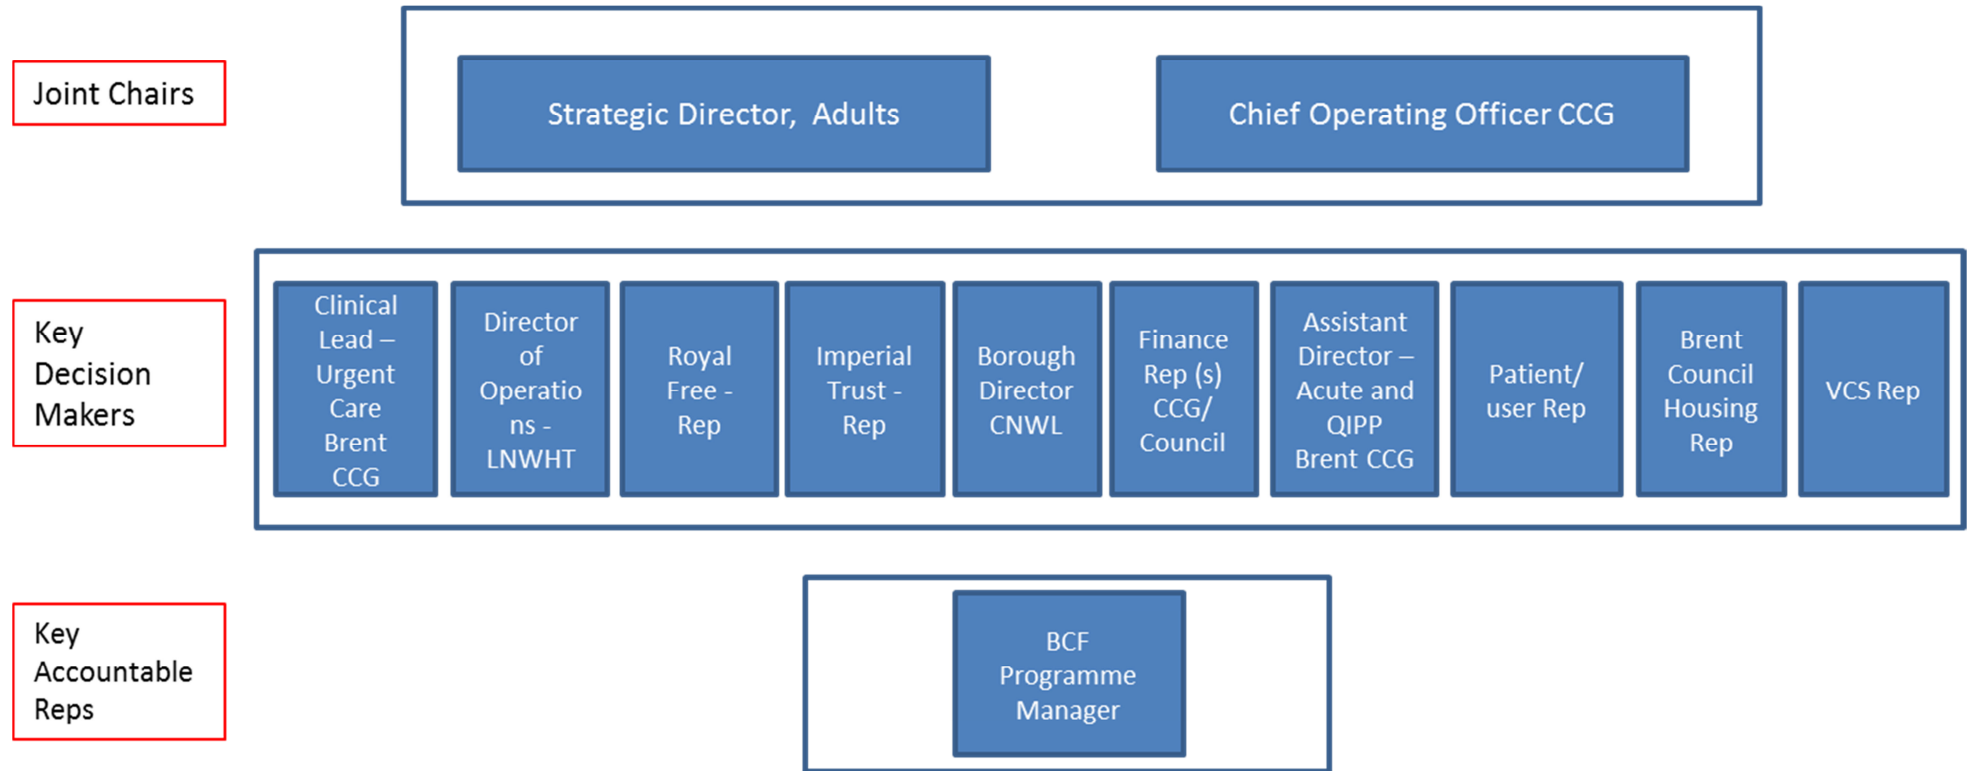 Joint Chairs
Strategic Director,  Adults
Chief Operating Officer CCG
Key
Decision
Makers
Clinical
Lead –
Urgent
Care
Brent
CCG
Director
of
Operatio
ns -
LNWHT
Royal
Free -
Rep
Imperial
Trust -
Rep
Borough
Director
CNWL
Finance
Rep (s)
CCG/
Council
Assistant
Director –
Acute and
QIPP
Brent CCG
Patient/
user Rep
Brent
Council
Housing
Rep
VCS Rep
Key
Accountable
Reps
BCF
Programme
Manager